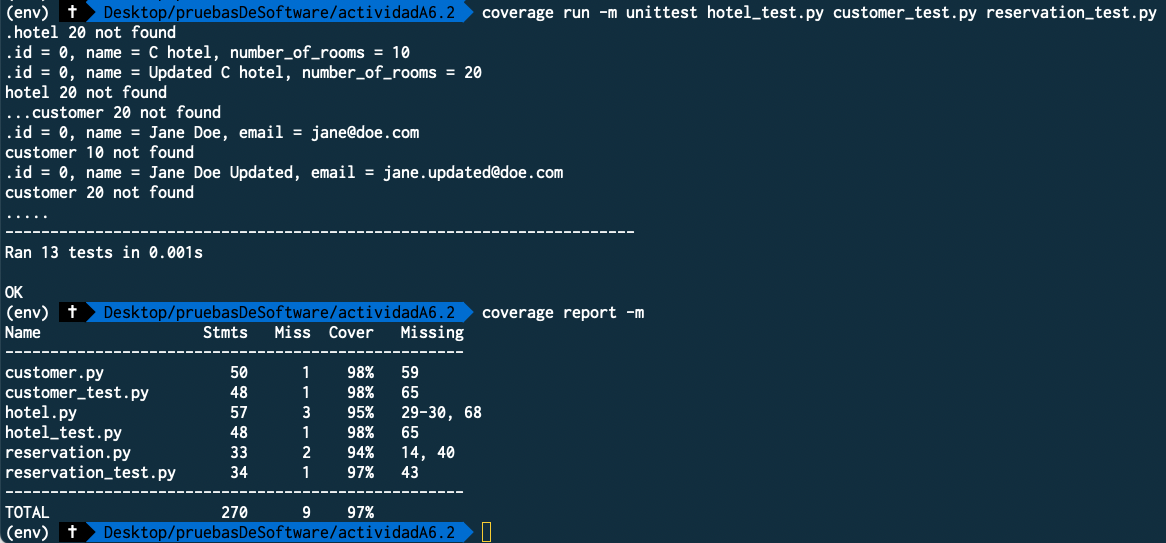 (env) ✝ Desktop/pruebasDeSoftware/actividadA6.2 coverage run -m unittest hotel_test.py customer_test.py reservation_test.py
.hotel 20 not found
.id = 0, name = C hotel, number_of_rooms = 10
.id = 0, name = Updated C hotel, number_of_rooms = 20
hotel 20 not found
...customer 20 not found
.id = 0, name = Jane Doe, email = jane@doe.com
customer 10 not found
.id = 0, name = Jane Doe Updated, email = jane.updated@doe.com
customer 20 not found
.....
----------------------------------------------------------------------
Ran 13 tests in 0.001s
OK
(env) ✝ Desktop/pruebasDeSoftware/actividadA6.2 coverage report -m
Name                  Stmts   Miss  Cover   Missing
---------------------------------------------------
customer.py              50      1    98%   59
customer_test.py         48      1    98%   65
hotel.py                 57      3    95%   29-30, 68
hotel_test.py            48      1    98%   65
reservation.py           33      2    94%   14, 40
reservation_test.py      34      1    97%   43
---------------------------------------------------
TOTAL                   270      9    97%
(env) ✝ Desktop/pruebasDeSoftware/actividadA6.2